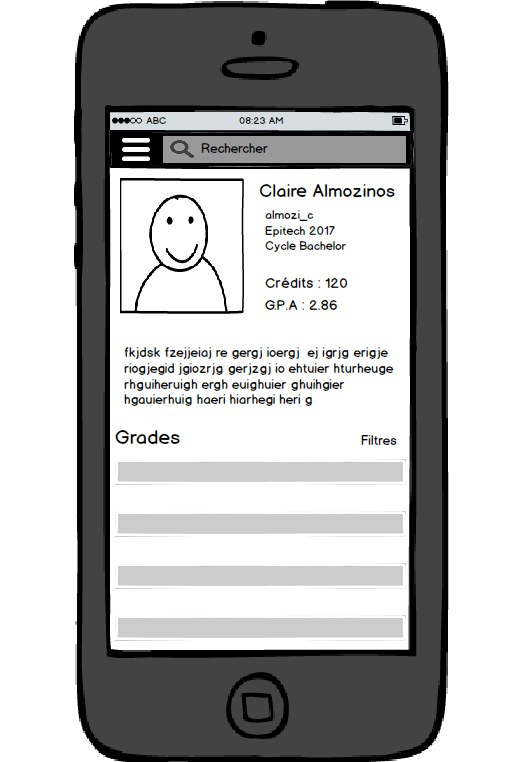 ABC 08:23 AM
Rechercher
Claire Almozinos
almozi_c
Epitech 2017
Cycle Bachelor
Crédits : 120
G.P.A : 2.86
fkjdsk fzejjeiaj re gergj ioergj ej igrjg erigje
riogjegid jgiozrjg gerjzgj io ehtuier hturheuge
rhguiheruigh ergh euighuier ghuihgier
hgauierhuig haeri hiarhegi heri g
Grades Filtres